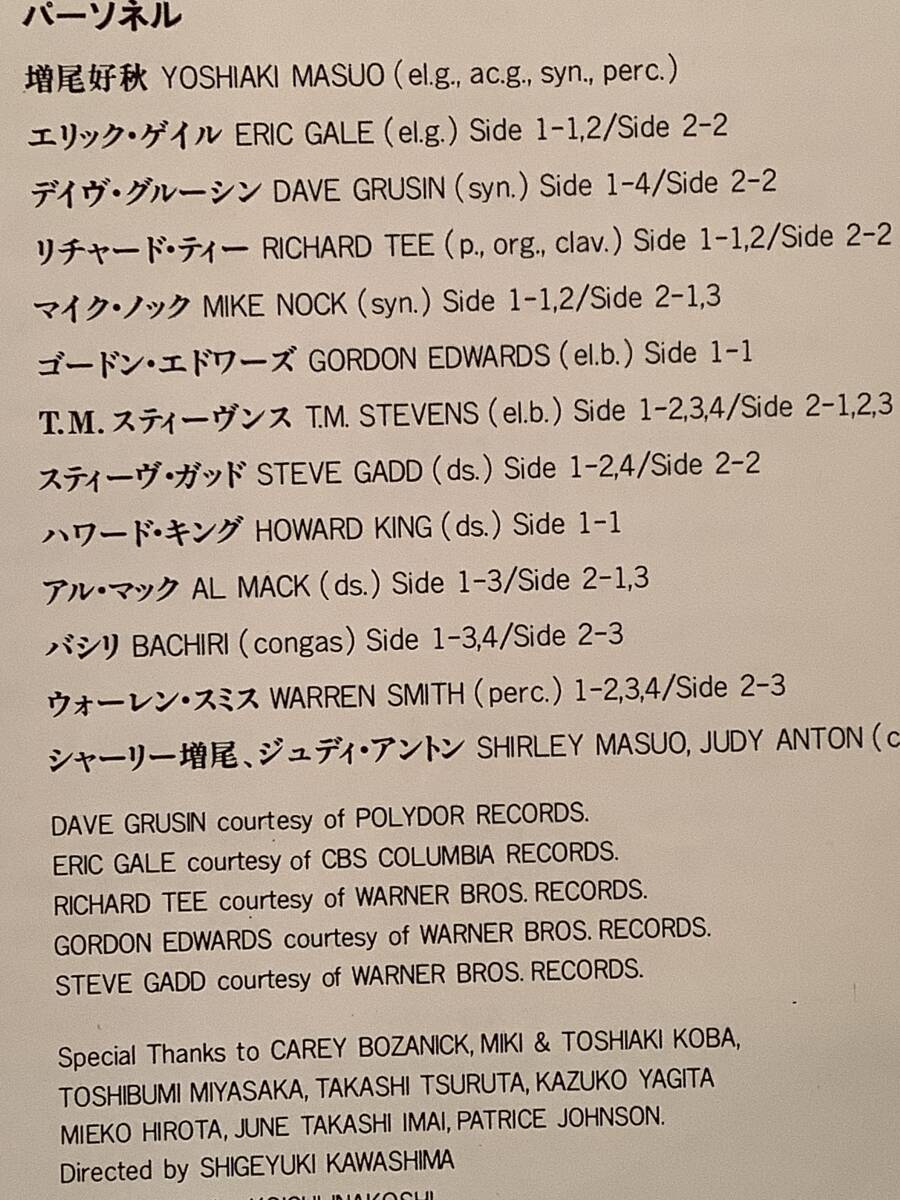 パーソネル
増尾好秋 YOSHIAKI MASUO (el.g., ac.g., syn., perc.)
エリック・ゲイル ERIC GALE (el.g.) Side 1-1,2/Side 2-2
デイヴ・グルーシン DAVE GRUSIN (syn.) Side 1-4/Side 2-2
リチャード・ティー RICHARD TEE (p., org., clav.) Side 1-1,2/Side 2-2
マイク・ノック MIKE NOCK (syn.) Side 1-1,2/Side 2-1,3
ゴードン・エドワーズ GORDON EDWARDS (el.b.) Side 1-1
T.M. スティーヴンス T.M. STEVENS (el.b.) Side 1-2,3,4/Side 2-1,2,3
スティーヴ・ガッド STEVE GADD (ds.) Side 1-2,4/Side 2-2
ハワード・キング HOWARD KING (ds.) Side 1-1
アル・マック AL MACK (ds.) Side 1-3/Side 2-1,3
バシリ BACHIRI (congas) Side 1-3,4/Side 2-3
ウォーレン・スミス WARREN SMITH (perc.) 1-2,3,4/Side 2-3
シャーリー増尾、ジュディ・アントン SHIRLEY MASUO, JUDY ANTON (c
DAVE GRUSIN courtesy of POLYDOR RECORDS.
ERIC GALE courtesy of CBS COLUMBIA RECORDS.
RICHARD TEE courtesy of WARNER BROS. RECORDS.
GORDON EDWARDS courtesy of WARNER BROS. RECORDS.
STEVE GADD courtesy of WARNER BROS. RECORDS.
Special Thanks to CAREY BOZANICK, MIKI & TOSHIAKI KOBA,
TOSHIBUMI MIYASAKA, TAKASHI TSURUTA, KAZUKO YAGITA
MIEKO HIROTA, JUNE TAKASHI IMAI, PATRICE JOHNSON.
Directed by SHIGEYUKI KAWASHIMA